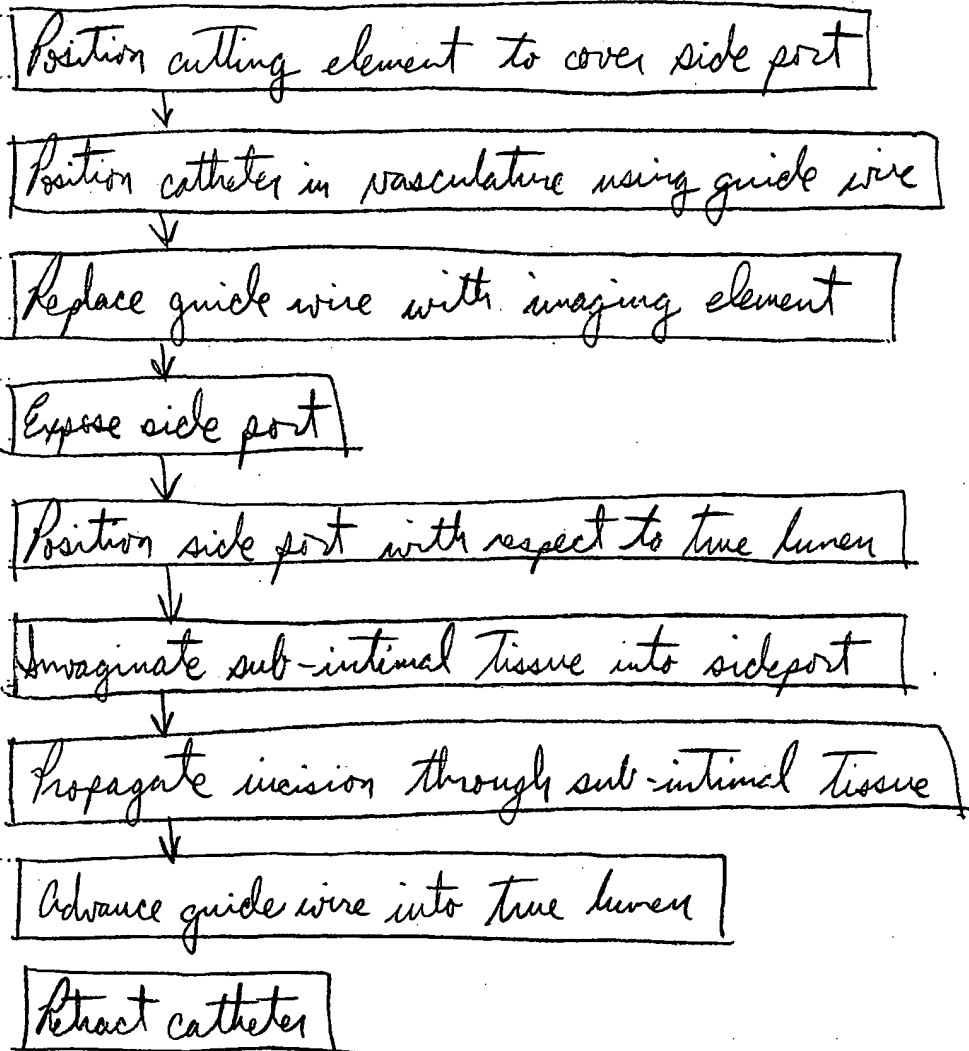 Position cutting element to cover side port
Position catheter in vasculature using guide wire
Replace guide wire with imaging element
Expose side port
Position side port with respect to true lumen
Invaginate sub-intimal tissue into sideport
Propagate incision through sub-intimal tissue
Advance guide wire into true lumen
Retract catheter